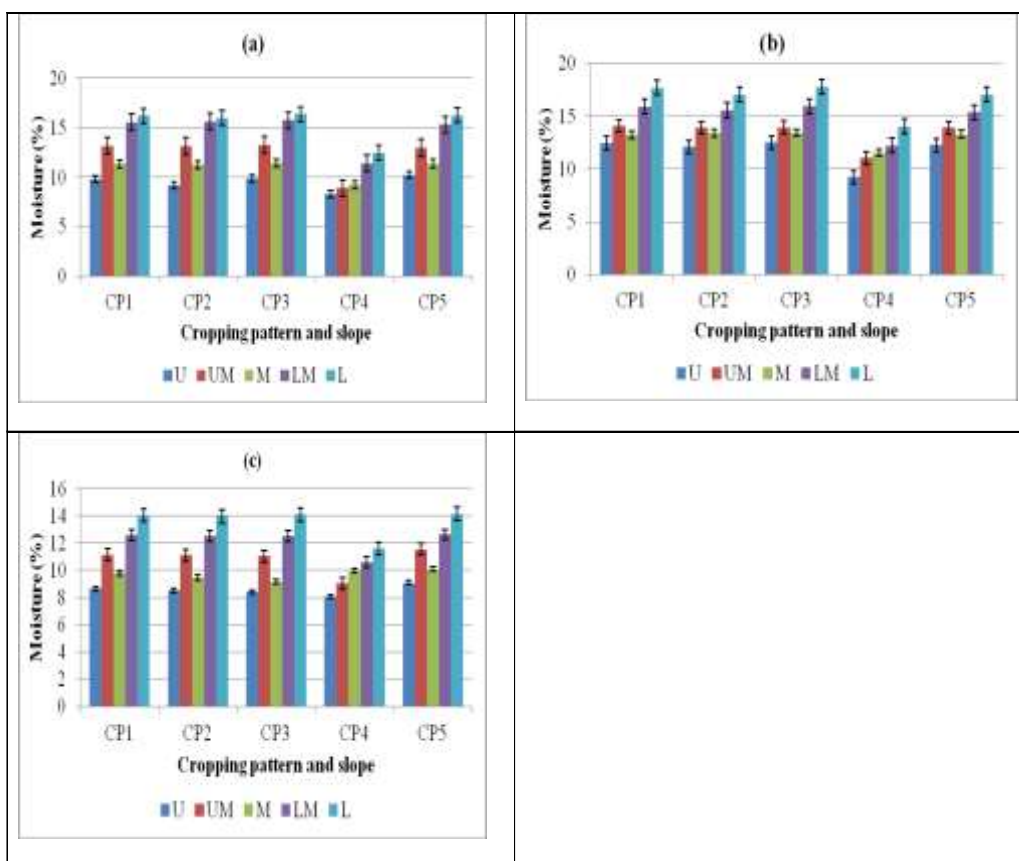 (a)
20
15
10
5
0
Moisture (%)
CP1 CP2 CP3 CP4 CP5
Cropping pattern and slope
U UM M LM L
(b)
20
15
10
5
0
Moisture (%)
CP1 CP2 CP3 CP4 CP5
Cropping pattern and slope
U UM M LM L
(c)
16
14
12
10
8
6
4
2
0
Moisture (%)
CP1 CP2 CP3 CP4 CP5
Cropping pattern and slope
U UM M LM L